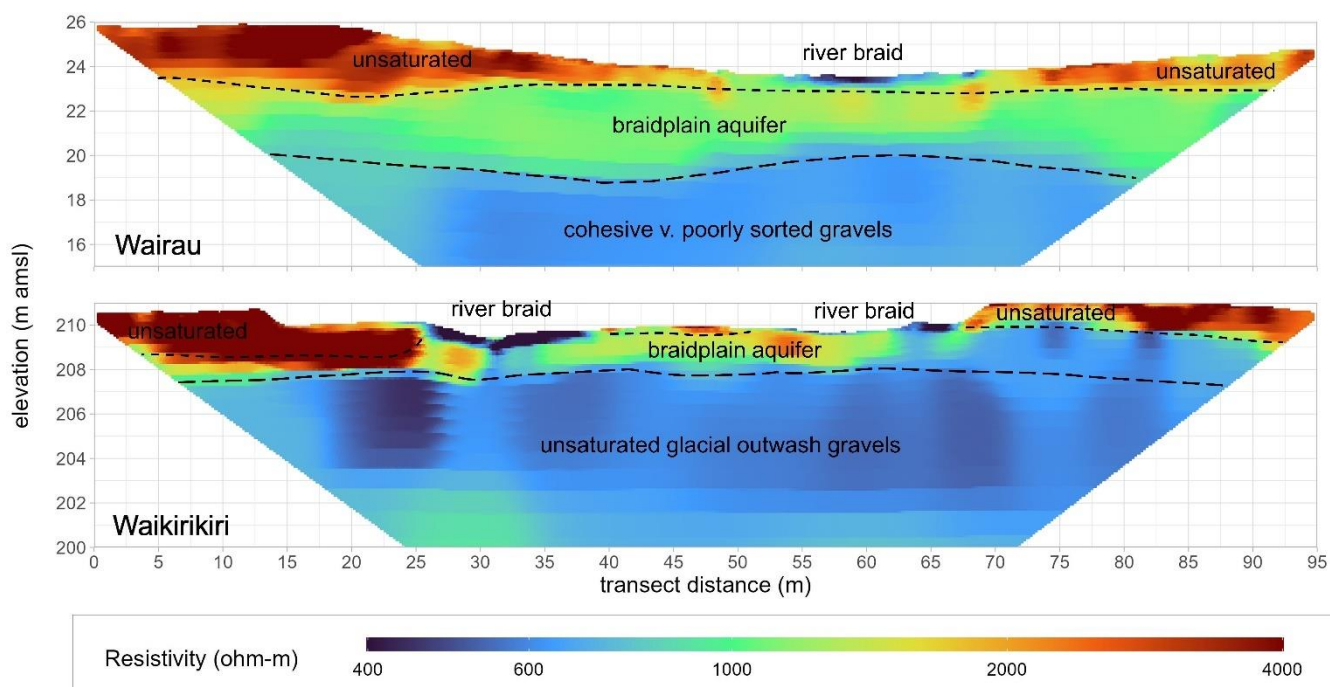 26
24
22
20
18
16
unsaturated
river braid
unsaturated
braidplain aquifer
cohesive v. poorly sorted gravels
Wairau
elevation (m amsl)
210
208
206
204
202
200
river braid
river braid
unsaturated
unsaturated
braidplain aquifer
unsaturated glacial outwash gravels
Waikirikiri
0 5 10 15 20 25 30 35 40 45 50 55 60 65 70 75 80 85 90 95
transect distance (m)
Resistivity (ohm-m)
400 600 1000 2000 4000